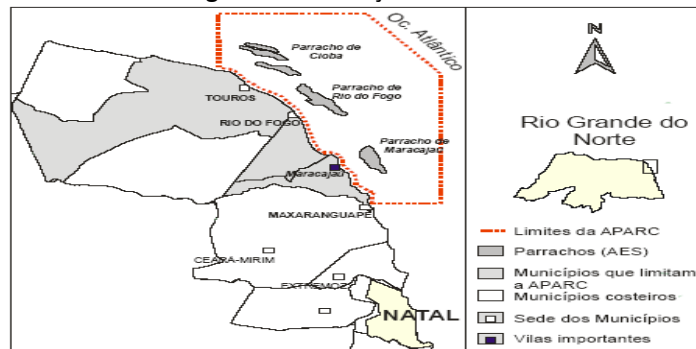 Oc. Atlântico
Parracho de
Cioba
Parracho de
Rio do Fogo
TOUROS
RIO DO FOGO
Parracho de
Maracajaú
Maracajaú
MAXARANGUAPE
CEARÁ-MIRIM
EXTREMOZ
NATAL
N
Rio Grande do
Norte
Limites da APARC
Parrachos (AES)
Municípios que limitam
a APARC
Municípios costeiros
Sede dos Municípios
Vilas importantes